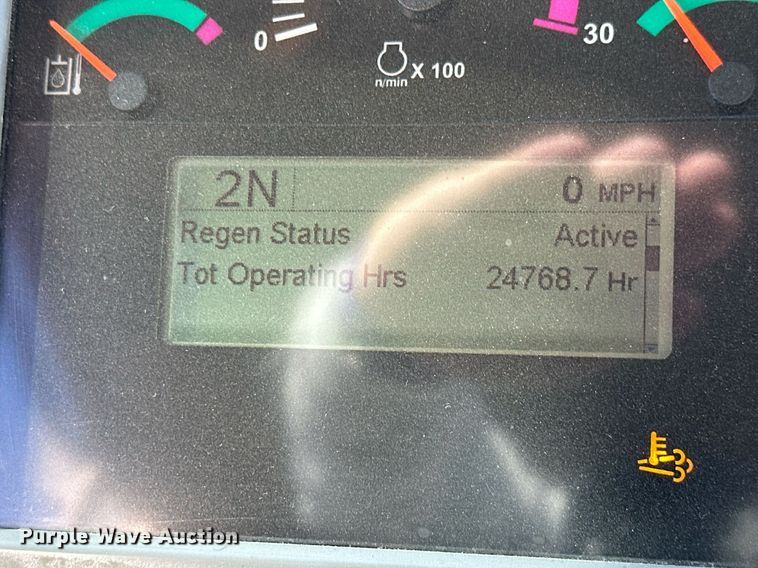 0
30
n/min X 100
2N 0 MPH
Regen Status Active
Tot Operating Hrs 24768.7 Hr
Purple Wave Auction